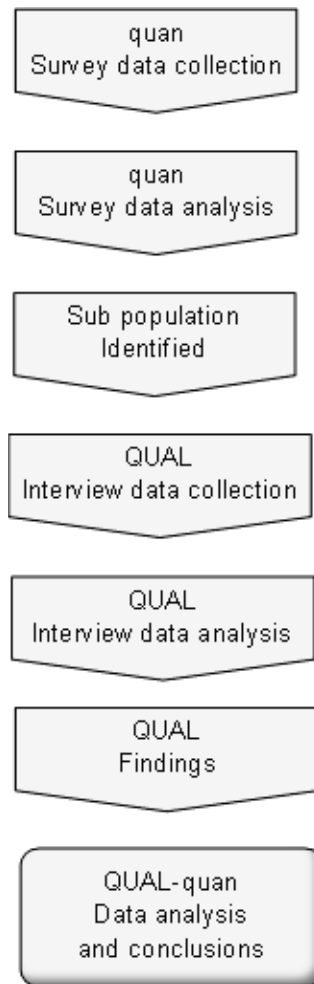 quan
Survey data collection
quan
Survey data analysis
Sub population
Identified
QUAL
Interview data collection
QUAL
Interview data analysis
QUAL
Findings
QUAL-quan
Data analysis
and conclusions